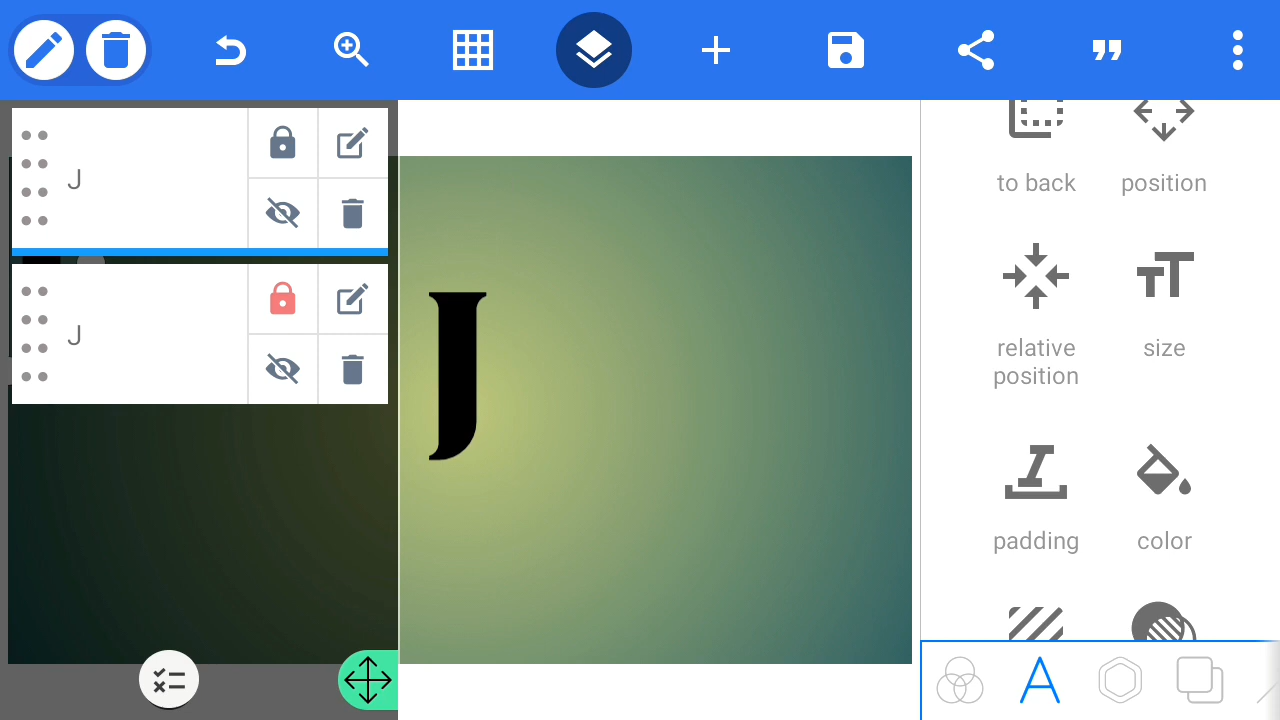 J
J
J
to back
position
relative
position
size
padding
color